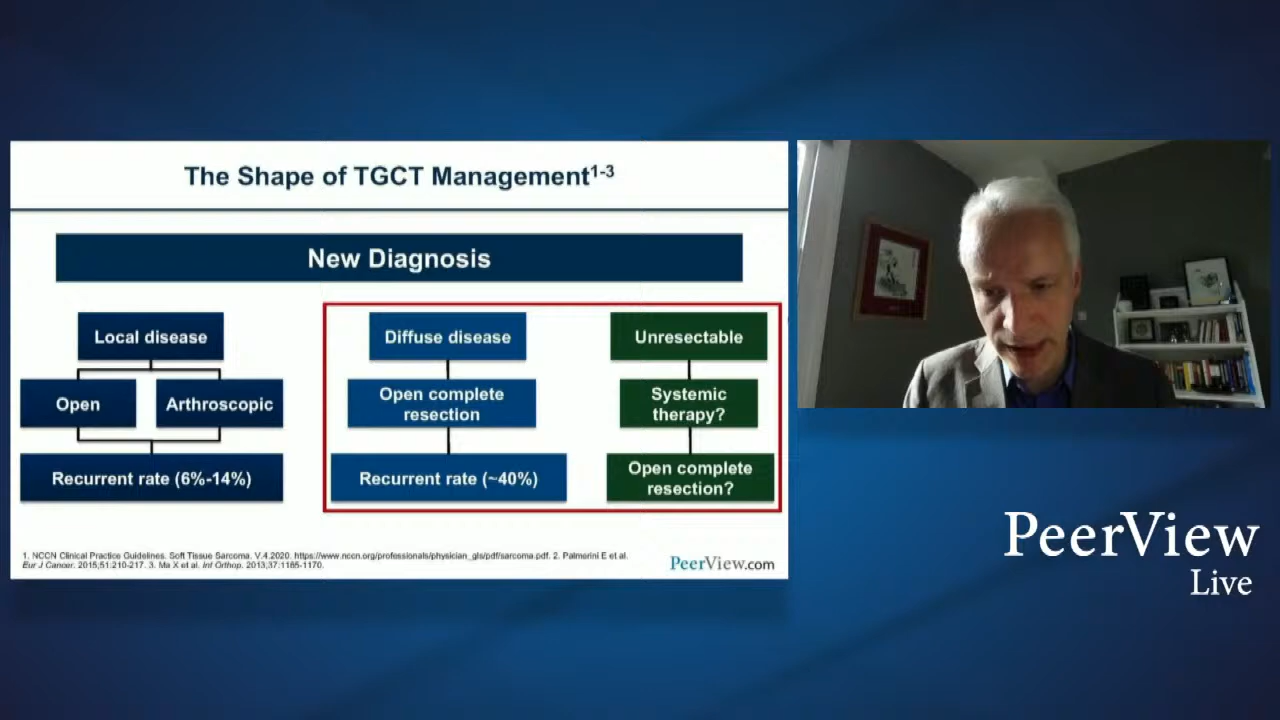 The Shape of TGCT Management1-3
New Diagnosis
Local disease
Open
Arthroscopic
Recurrent rate (6%-14%)
Diffuse disease
Open complete
resection
Recurrent rate (~40%)
Unresectable
Systemic
therapy?
Open complete
resection?
1. NCCN Clinical Practice Guidelines. Soft Tissue Sarcoma. V.4.2020. https://www.nccn.org/professionals/physician_gls/pdf/sarcoma.pdf. 2. Palmerini E et al.
Eur J Cancer. 2015;51:210-217. 3. Ma X et al. Int Orthop. 2013;37:1165-1170.
PeerView.com
PeerView
Live